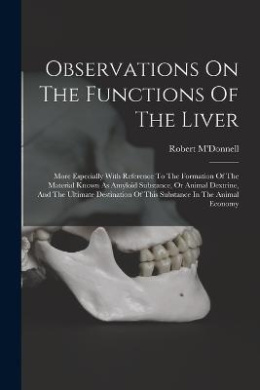 Observations On
The Functions Of
The Liver
Robert M'Donnell
More Especially With Reference To The Formation Of The
Material Known As Amyloid Substance, Or Animal Dextrine,
And The Ultimate Destination Of This Substance In The Animal
Economy